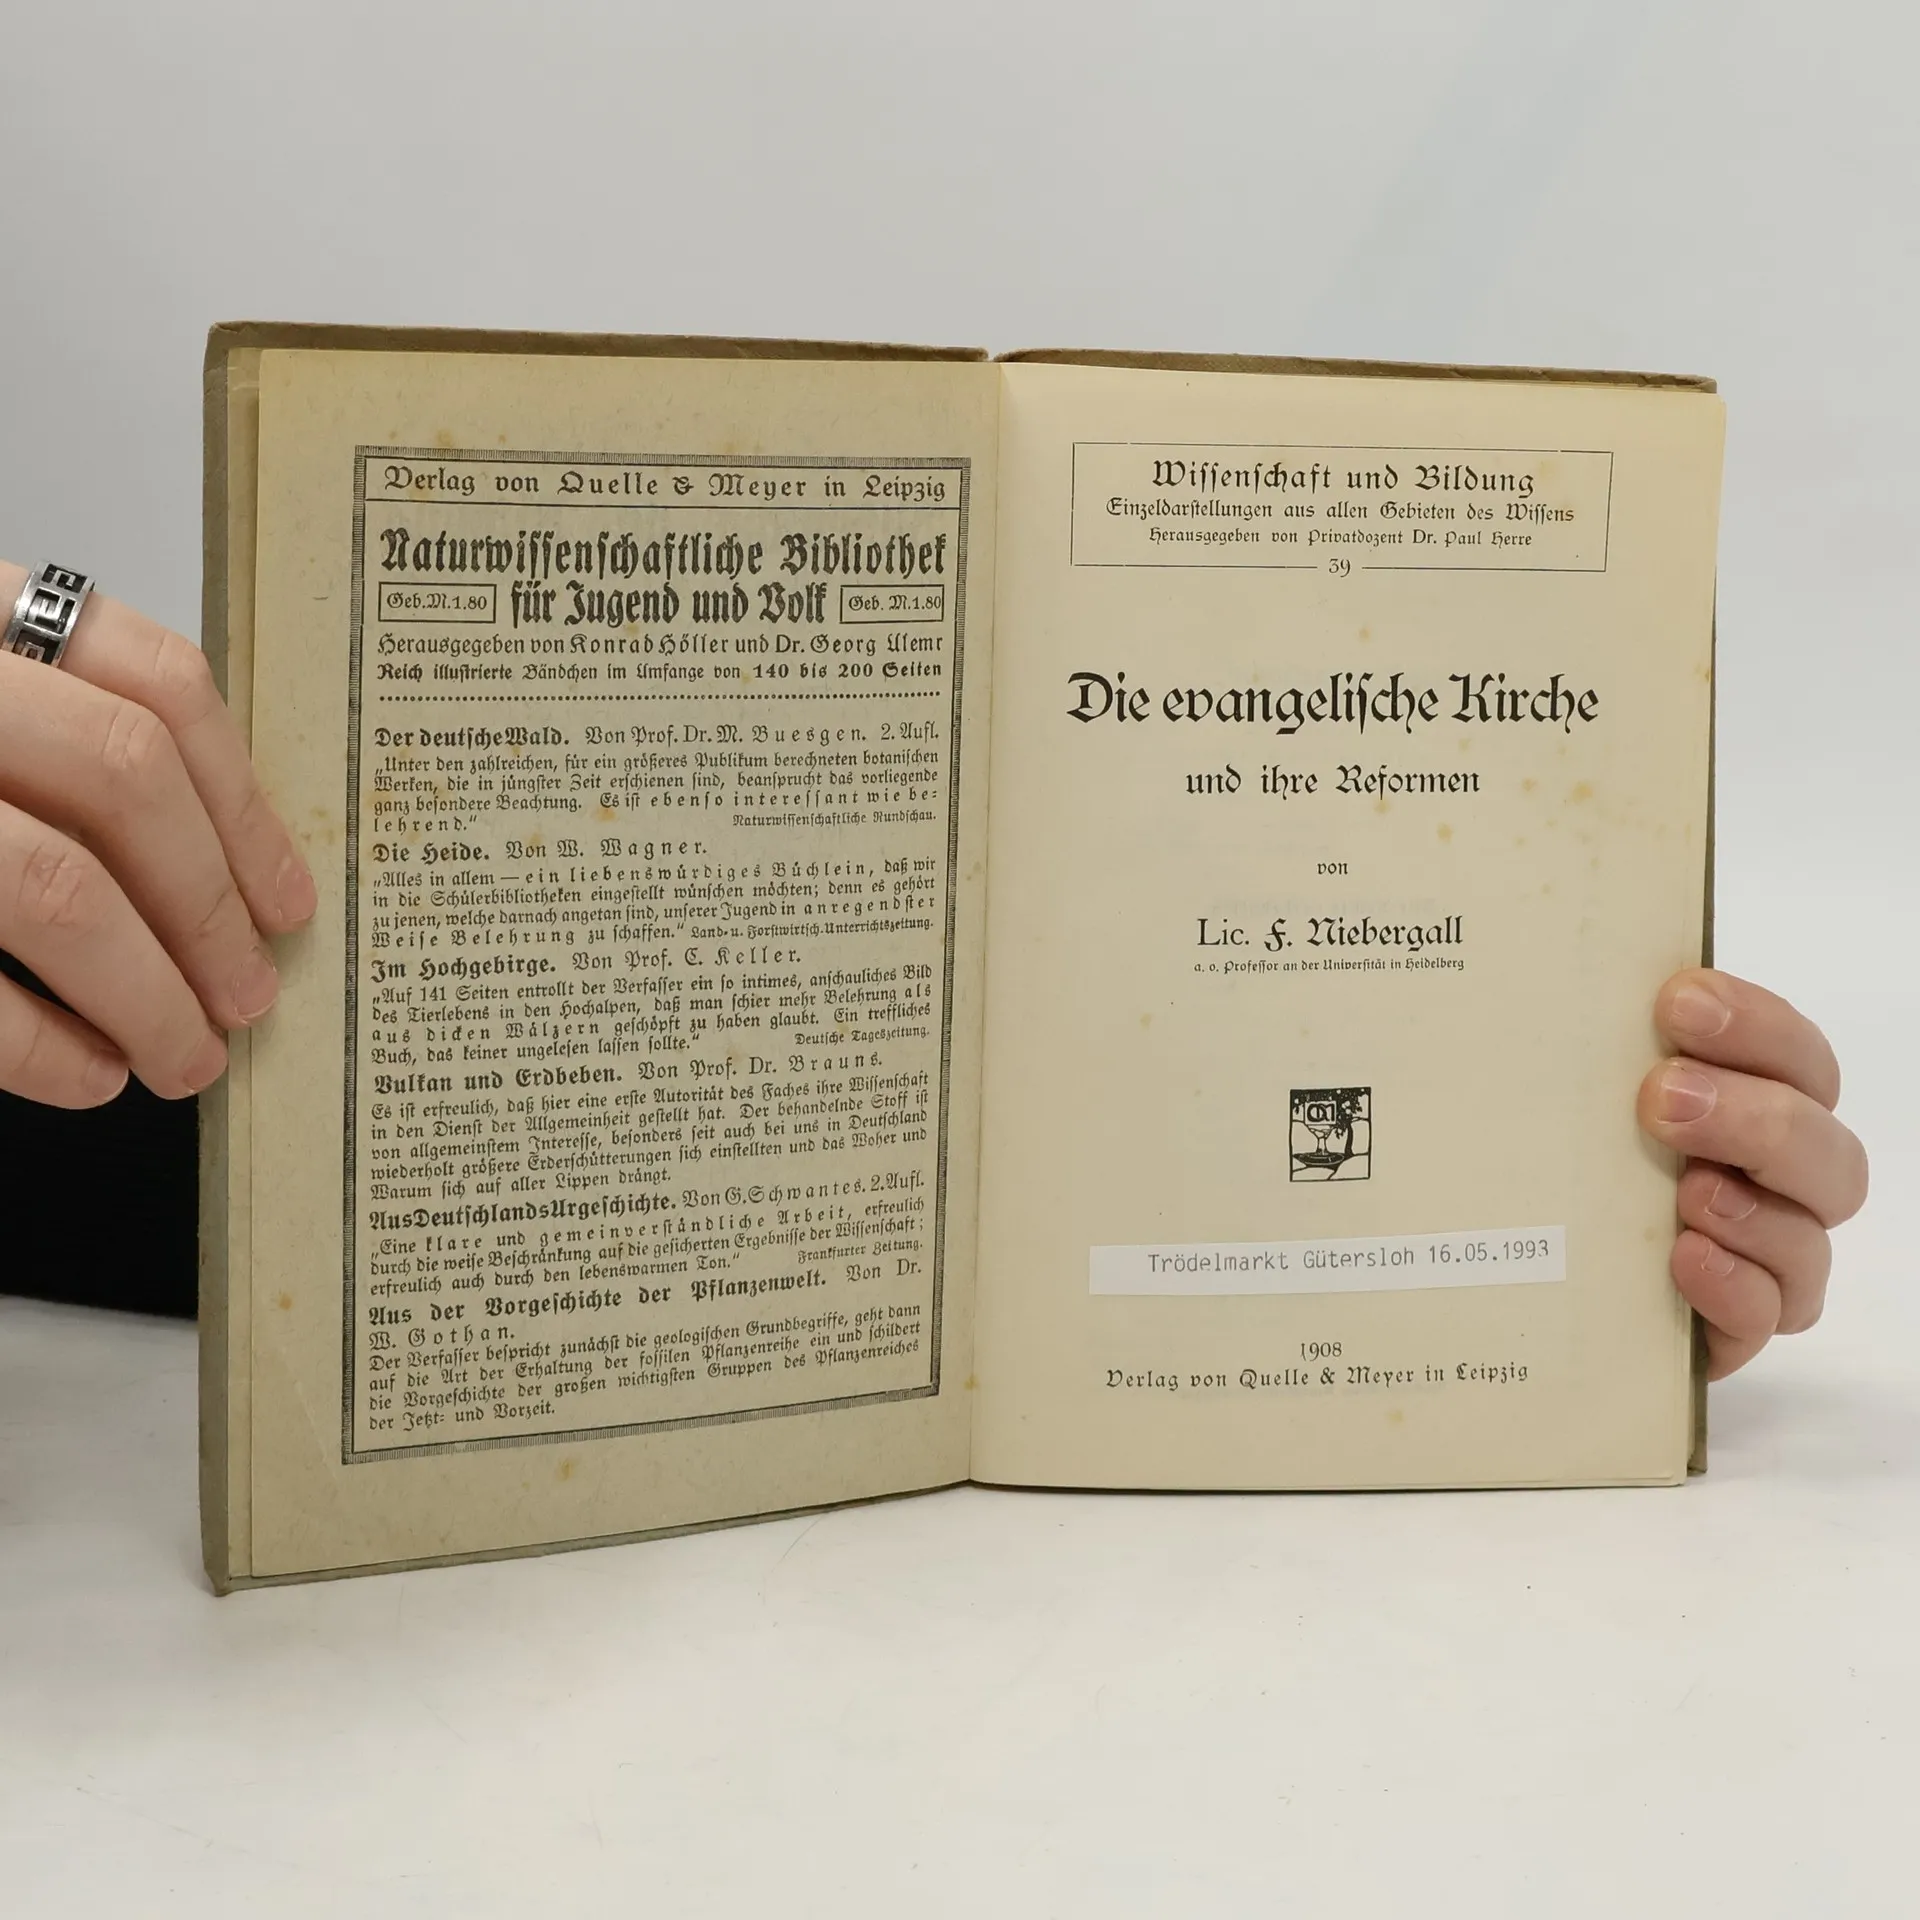 Verlag von Quelle & Meyer in Leipzig
Naturwiſſenſchaftliche Bibliothek
Geb. M. 1.80 für Jugend und Volk Geb. M. 1.80
Herausgegeben von Konrad Höller und Dr. Georg Ulmer
Reich illuſtrierte Bändchen im Umfange von 140 bis 200 Seiten
Der deutſche Wald. Von Prof. Dr. M. Buesgen. 2. Aufl.
„Unter den zahlreichen, für ein größeres Publikum berechneten botaniſchen
Werken, die in jüngſter Zeit erſchienen ſind, beanſprucht das vorliegende
ganz beſondere Beachtung. Es iſt ebenſo intereſſant wie be-
lehrend.“ Naturwiſſenſchaftliche Rundſchau.
Die Heide. Von W. Wagner.
„Alles in allem — ein liebenswürdiges Büchlein, daß wir
in die Schülerbibliotheken eingeſtellt wünſchen möchten; denn es gehört
zu jenen, welche darnach angetan ſind, unſerer Jugend in anregendſter
Weiſe Belehrung zu ſchaffen.“ Land- u. Forſtwirtſch. Unterrichtszeitung.
Im Hochgebirge. Von Prof. C. Keller.
„Auf 141 Seiten entrollt der Verfaſſer ein ſo intimes, anſchauliches Bild
des Tierlebens in den Hochalpen, daß man ſchier mehr Belehrung als
aus dicken Wälzern geſchöpft zu haben glaubt. Ein treffliches
Buch, das keiner ungeleſen laſſen ſollte.“ Deutſche Tageszeitung.
Vulkan und Erdbeben. Von Prof. Dr. Brauns.
Es iſt erfreulich, daß hier eine erſte Autorität des Faches ihre Wiſſenſchaft
in den Dienſt der Allgemeinheit geſtellt hat. Der behandelnde Stoff iſt
von allgemeinſtem Intereſſe, beſonders ſeit auch bei uns in Deutſchland
wiederholt größere Erderſchütterungen ſich einſtellten und das Woher und
Warum ſich auf aller Lippen drängt.
Aus Deutſchlands Urgeſchichte. Von G. Schwantes. 2. Aufl.
„Eine klare und gemeinverſtändliche Arbeit, erfreulich
durch die weiſe Beſchränkung auf die geſicherten Ergebniſſe der Wiſſenſchaft;
erfreulich auch durch den lebenswarmen Ton.“ Frankfurter Zeitung.
Aus der Vorgeſchichte der Pflanzenwelt. Von Dr.
W. Gothan.
Der Verfaſſer beſpricht zunächſt die geologiſchen Grundbegriffe, geht dann
auf die Art der Erhaltung der foſſilen Pflanzenreihe ein und ſchildert
die Vorgeſchichte der großen wichtigſten Gruppen des Pflanzenreiches
der Jetzt- und Vorzeit.
Wiſſenſchaft und Bildung
Einzeldarſtellungen aus allen Gebieten des Wiſſens
Herausgegeben von Privatdozent Dr. Paul Herre
39
Die evangeliſche Kirche
und ihre Reformen
von
Lic. F. Niebergall
a. o. Profeſſor an der Univerſität in Heidelberg
QM
Trödelmarkt Gütersloh 16.05.1993
1908
Verlag von Quelle & Meyer in Leipzig